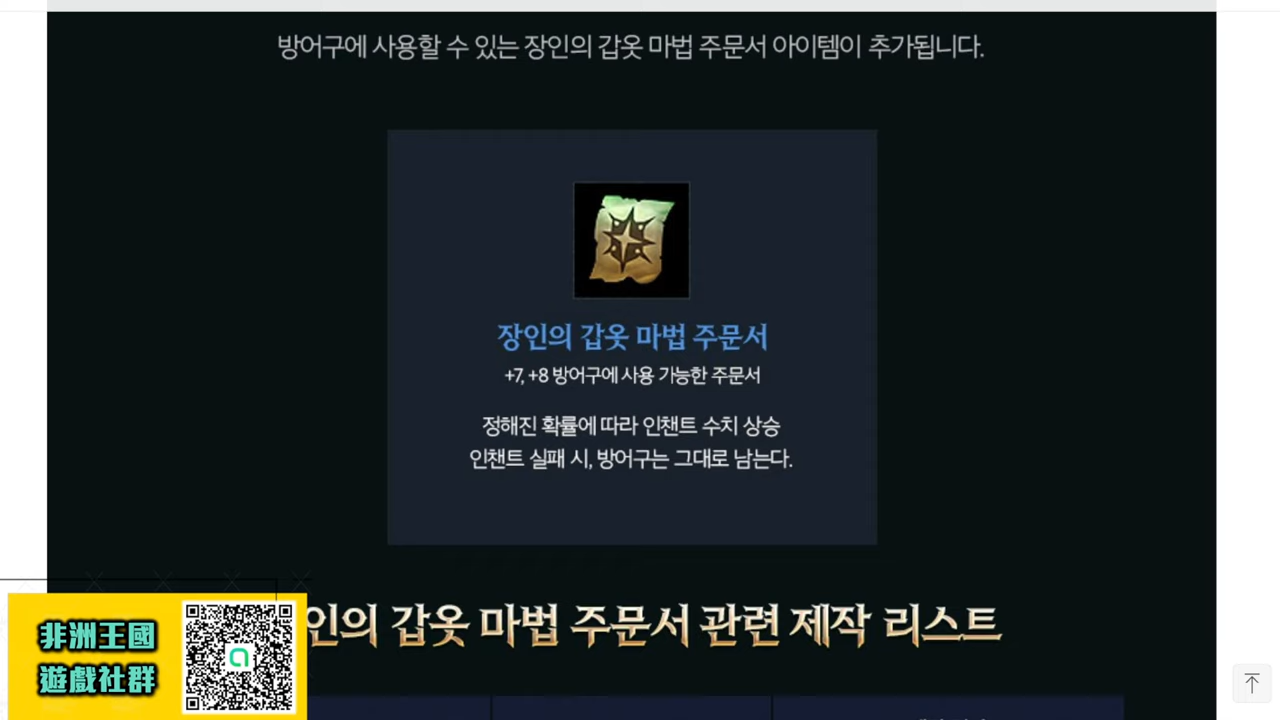 방어구에 사용할 수 있는 장인의 갑옷 마법 주문서 아이템이 추가됩니다.
장인의 갑옷 마법 주문서
+7, +8 방어구에 사용 가능한 주문서
정해진 확률에 따라 인챈트 수치 상승
인챈트 실패 시, 방어구는 그대로 남는다.
인의 갑옷 마법 주문서 관련 제작 리스트
非洲王國
遊戲社群